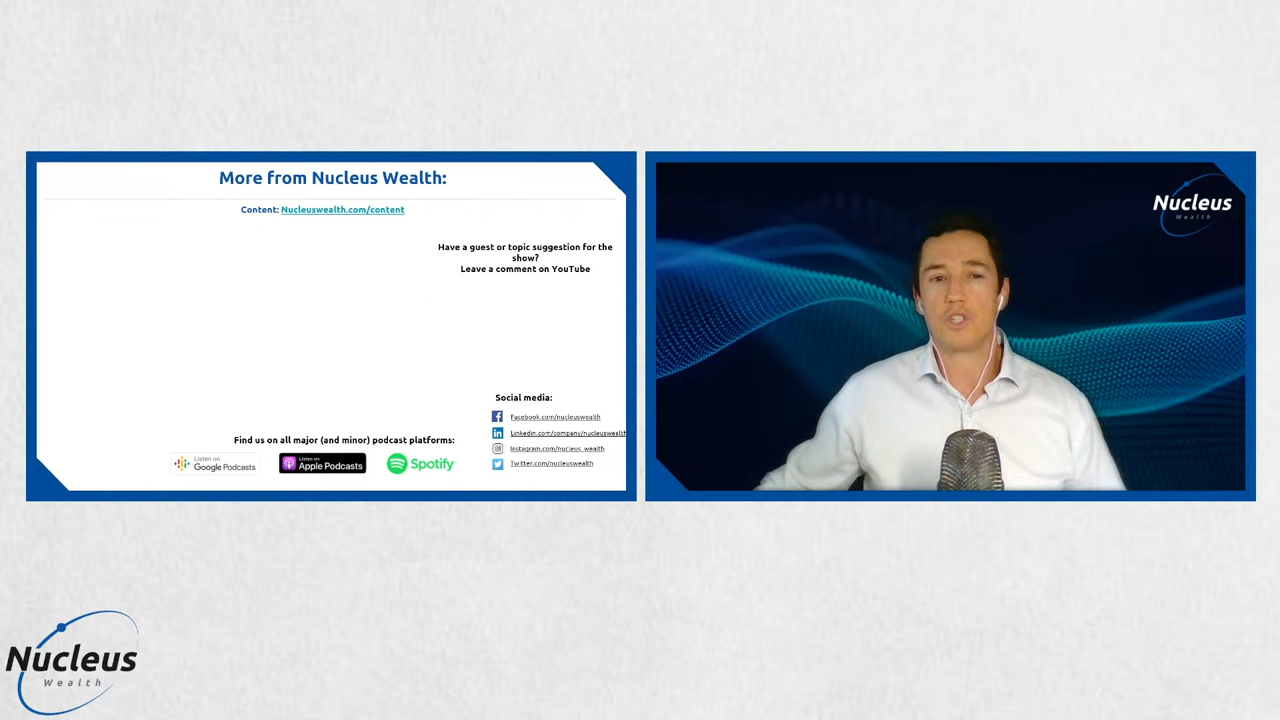 More from Nucleus Wealth:
Content: Nucleuswealth.com/content
Have a guest or topic suggestion for the
show?
Leave a comment on YouTube
Social media:
Facebook.com/nucleuswealth
Linkedin.com/company/nucleuswealth
Instagram.com/nucleus_wealth
Twitter.com/nucleuswealth
Find us on all major (and minor) podcast platforms:
Listen on
Google Podcasts
Listen on
Apple Podcasts
Spotify
Nucleus
Wealth
Nucleus
Wealth